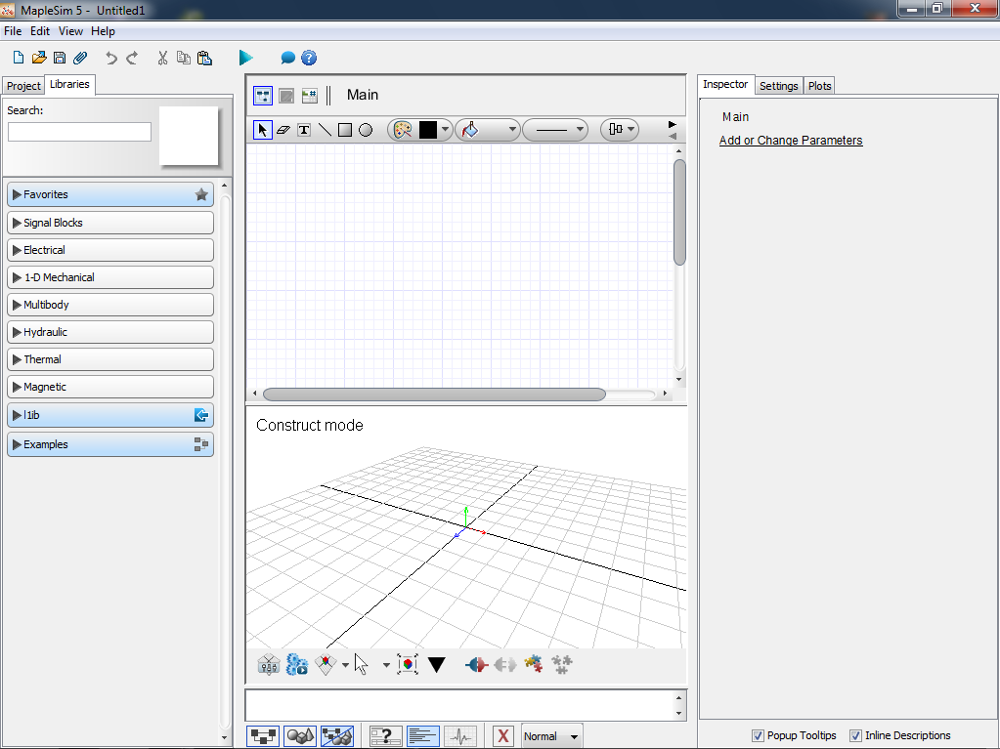 MapleSim 5 - Untitled1
File Edit View Help
Project Libraries
Search:
Favorites
Signal Blocks
Electrical
1-D Mechanical
Multibody
Hydraulic
Thermal
Magnetic
l1ib
Examples
Main
T
Construct mode
?
X Normal
Inspector Settings Plots
Main
Add or Change Parameters
Popup Tooltips Inline Descriptions